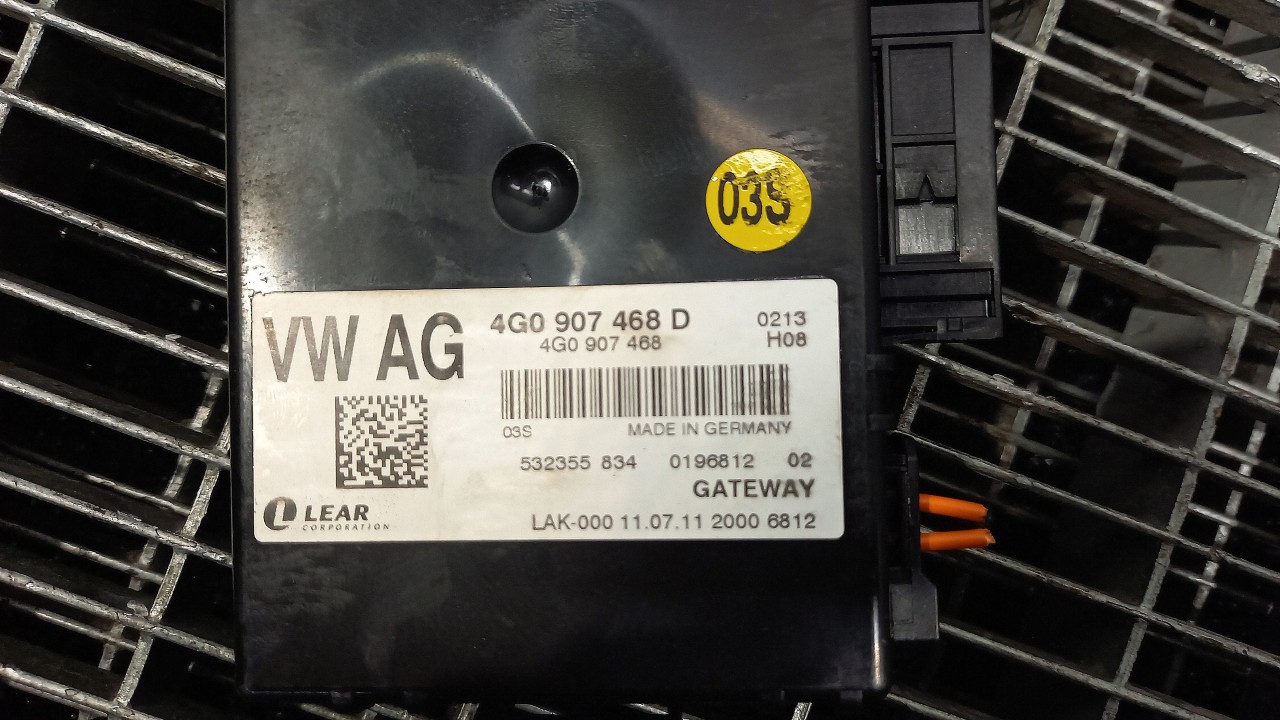 03S
VW AG
4G0 907 468 D
0213
4G0 907 468
H08
03S
MADE IN GERMANY
532355 834 0196812 02
GATEWAY
LEAR
CORPORATION
LAK-000 11.07.11 2000 6812